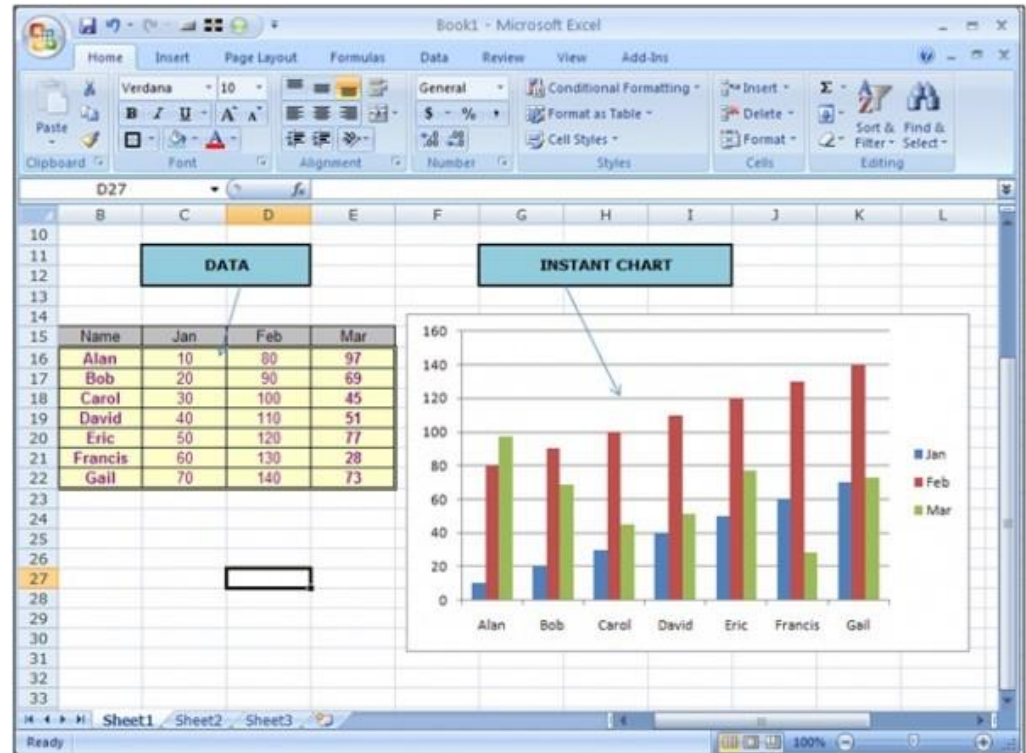 Book1 - Microsoft Excel
Home Insert Page Layout Formulas Data Review View Add-Ins
Paste
Verdana 10
B I U A A
A
General
$ % ,
Conditional Formatting
Format as Table
Cell Styles
Insert
Delete
Format
Σ
Sort & Filter
Find & Select
Clipboard Font Alignment Number Styles Cells Editing
D27 fx
B C D E F G H I J K L
10
11
12
13
14
15
16
17
18
19
20
21
22
23
24
25
26
27
28
29
30
31
32
33
DATA
INSTANT CHART
Name Jan Feb Mar
Alan 10 80 97
Bob 20 90 69
Carol 30 100 45
David 40 110 51
Eric 50 120 77
Francis 60 130 28
Gail 70 140 73
160
140
120
100
80
60
40
20
0
Alan Bob Carol David Eric Francis Gail
Jan
Feb
Mar
Sheet1 Sheet2 Sheet3
Ready 100%